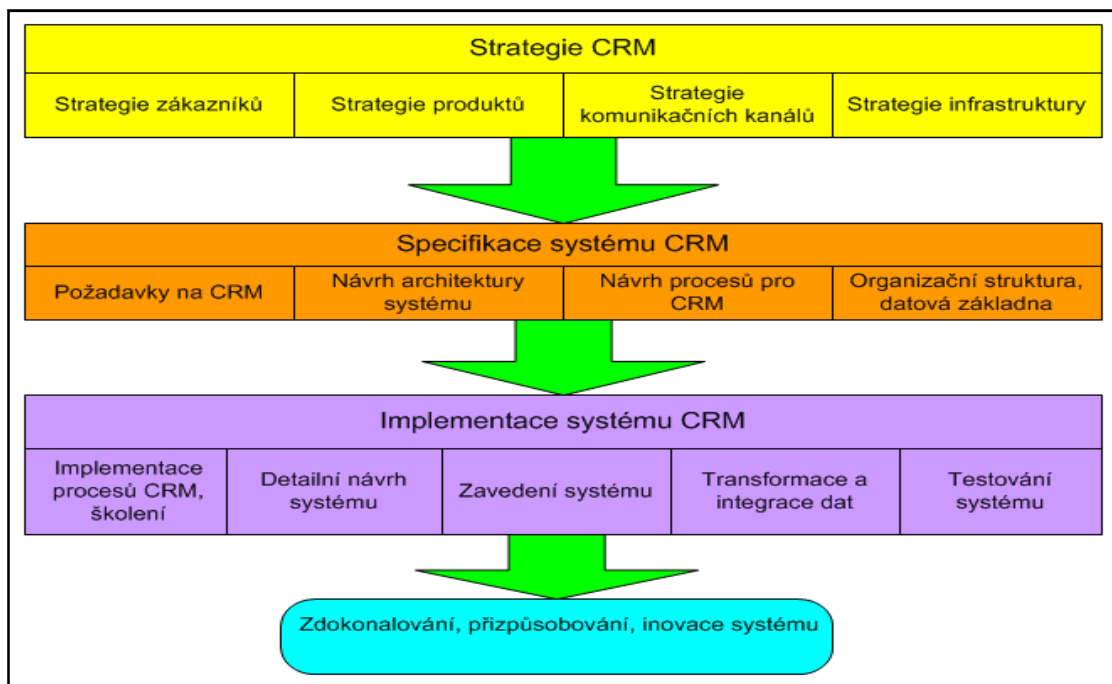 Strategie CRM
Strategie zákazníků
Strategie produktů
Strategie
komunikačních kanálů
Strategie infrastruktury
Specifikace systému CRM
Požadavky na CRM
Návrh architektury
systému
Návrh procesů pro
CRM
Organizační struktura,
datová základna
Implementace systému CRM
Implementace
procesů CRM,
školení
Detailní návrh
systému
Zavedení systému
Transformace a
integrace dat
Testování
systému
Zdokonalování, přizpůsobování, inovace systému